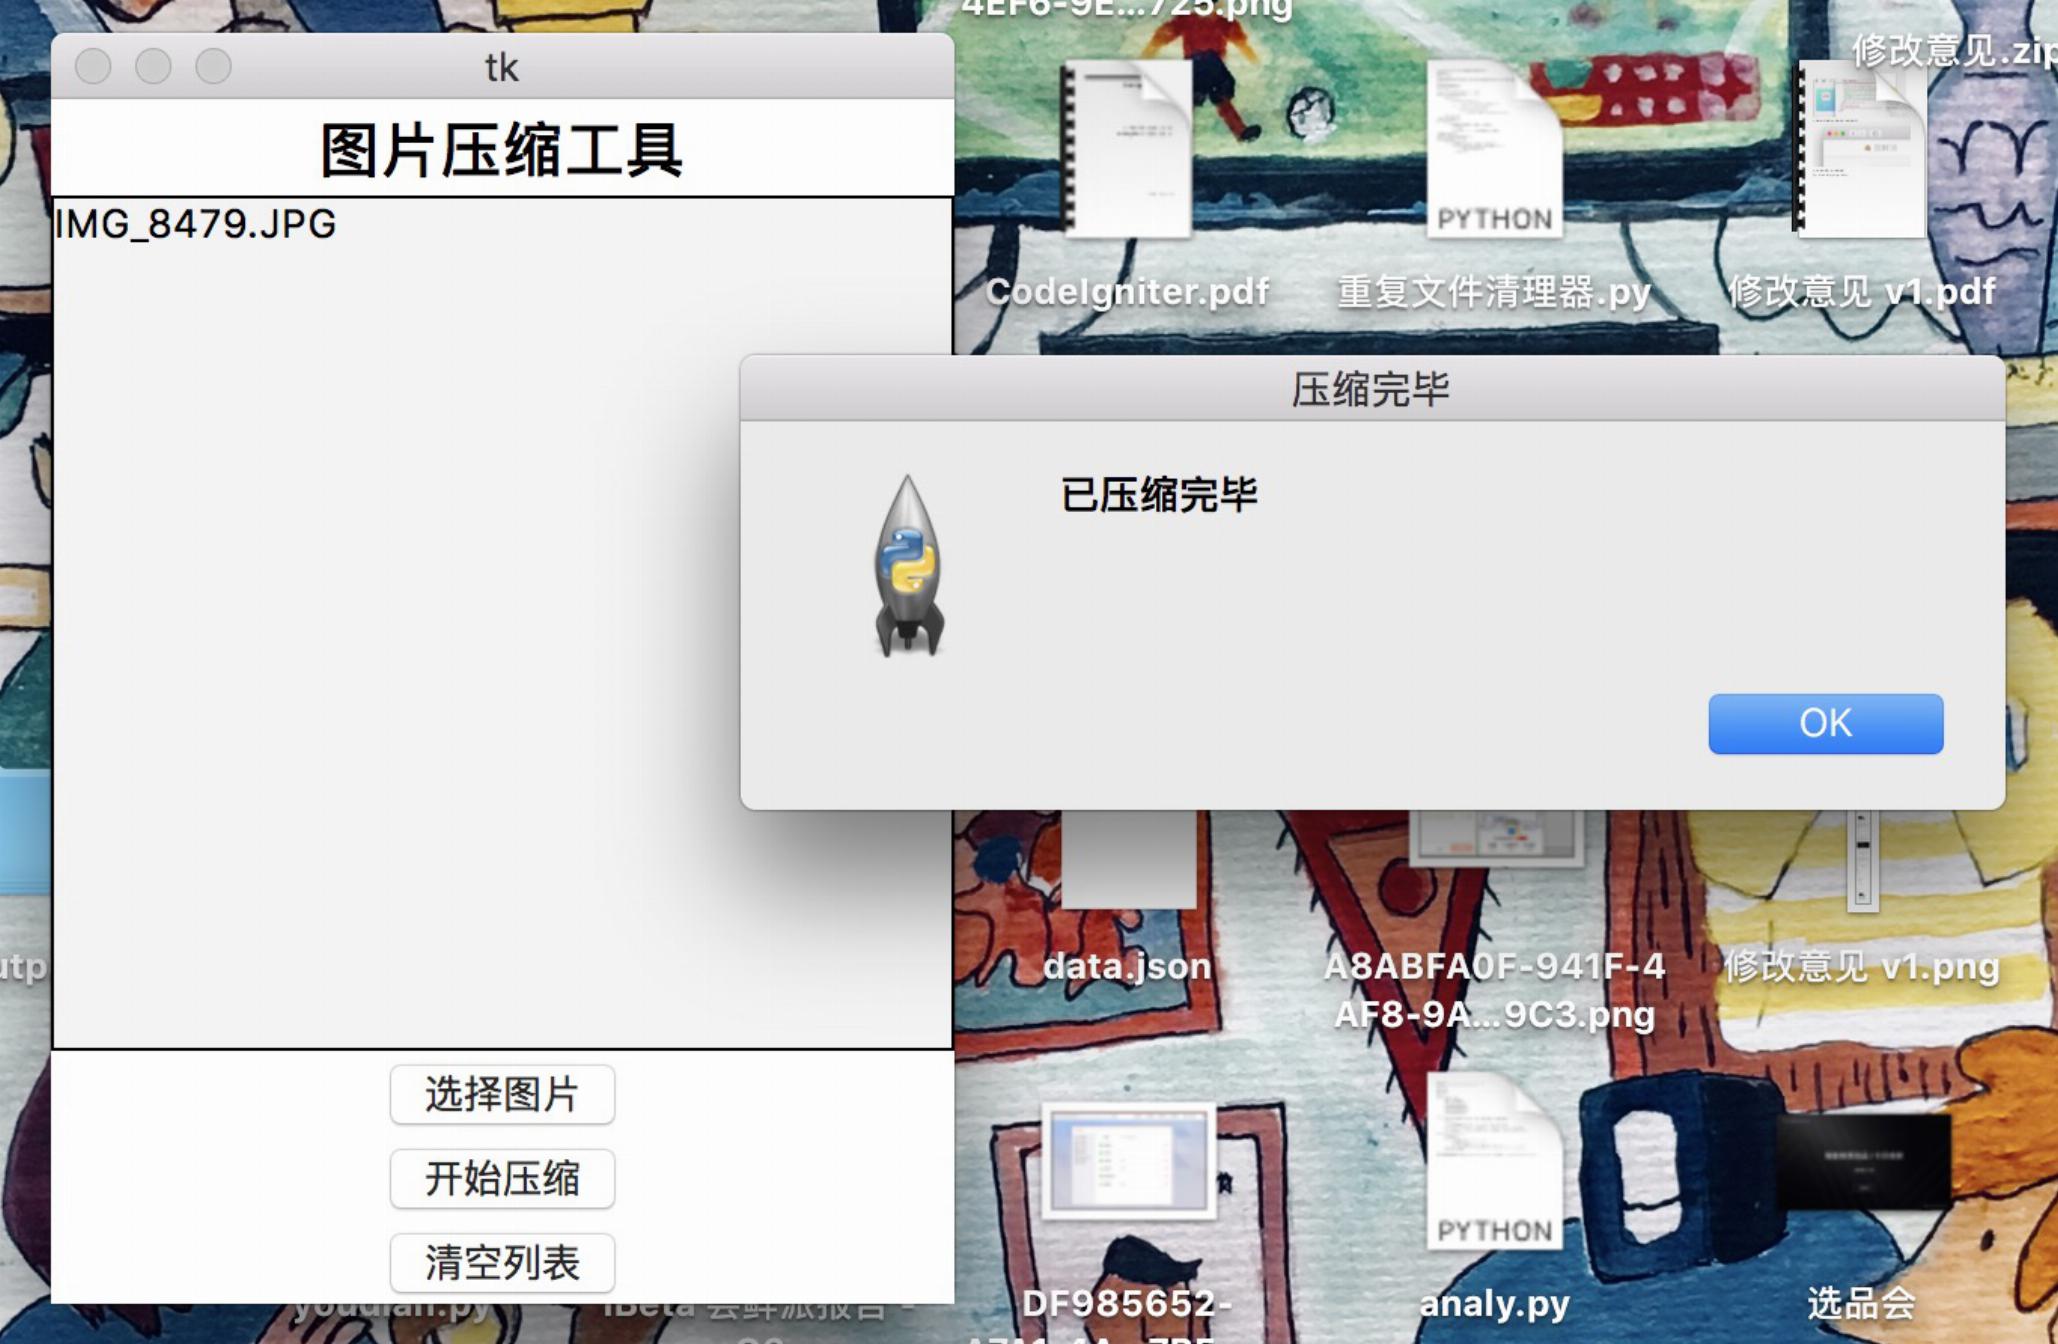 4EF6-9E...725.png
修改意见.zip
tk
图片压缩工具
IMG_8479.JPG
PYTHON
CodeIgniter.pdf
重复文件清理器.py
修改意见 v1.pdf
压缩完毕
已压缩完毕
OK
utp
data.json
A8ABFA0F-941F-4
AF8-9A...9C3.png
修改意见 v1.png
选择图片
开始压缩
清空列表
PYTHON
youdian.py
DF985652-
analy.py
选品会